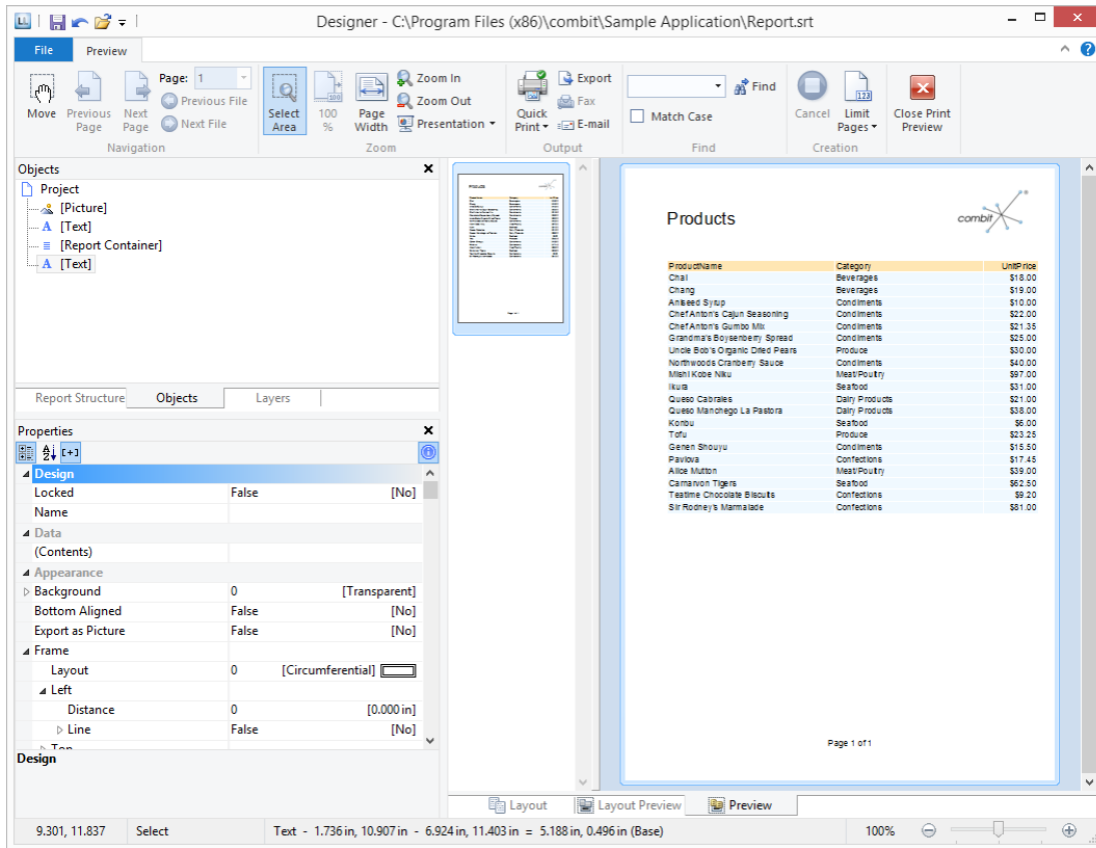 Designer - C:\Program Files (x86)\combit\Sample Application\Report.srt
File Preview
Move
Previous Page
Next Page
Page: 1
Previous File
Next File
Navigation
Select Area
100 %
Page Width
Zoom In
Zoom Out
Presentation
Zoom
Quick Print
Export
Fax
E-mail
Output
Find
Match Case
Find
Cancel
Limit Pages
Creation
Close Print Preview
Objects
Project
[Picture]
[Text]
[Report Container]
[Text]
Report Structure Objects Layers
Properties
Design
Locked False [No]
Name
Data
(Contents)
Appearance
Background 0 [Transparent]
Bottom Aligned False [No]
Export as Picture False [No]
Frame
Layout 0 [Circumferential]
Left
Distance 0 [0.000 in]
Line False [No]
Top
Design
Products
combit
ProductName Category UnitPrice
Chai Beverages $18.00
Chang Beverages $19.00
Aniseed Syrup Condiments $10.00
Chef Anton's Cajun Seasoning Condiments $22.00
Chef Anton's Gumbo Mix Condiments $21.35
Grandma's Boysenberry Spread Condiments $25.00
Uncle Bob's Organic Dried Pears Produce $30.00
Northwoods Cranberry Sauce Condiments $40.00
Mishi Kobe Niku Meat/Poultry $97.00
Ikura Seafood $31.00
Queso Cabrales Dairy Products $21.00
Queso Manchego La Pastora Dairy Products $38.00
Konbu Seafood $6.00
Tofu Produce $23.25
Genen Shouyu Condiments $15.50
Pavlova Confections $17.45
Alice Mutton Meat/Poultry $39.00
Carnarvon Tigers Seafood $62.50
Teatime Chocolate Biscuits Confections $9.20
Sir Rodney's Marmalade Confections $81.00
Page 1 of 1
Layout Layout Preview Preview
9.301, 11.837 Select Text - 1.736 in, 10.907 in - 6.924 in, 11.403 in = 5.188 in, 0.496 in (Base) 100%